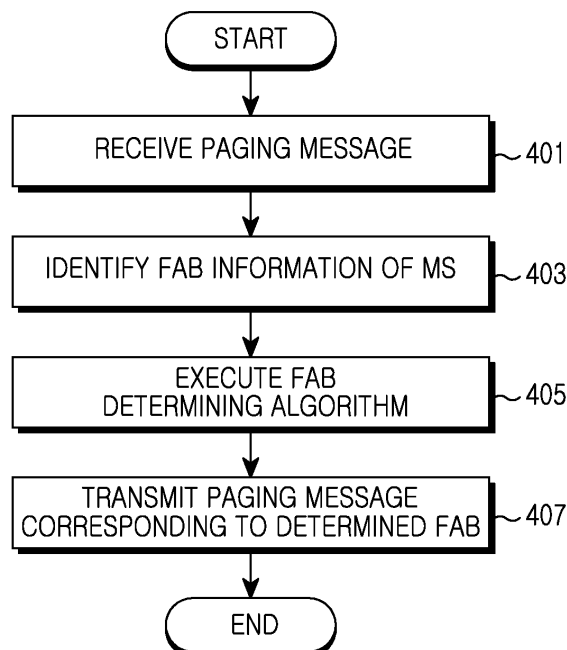 START
RECEIVE PAGING MESSAGE
401
IDENTIFY FAB INFORMATION OF MS
403
EXECUTE FAB
DETERMINING ALGORITHM
405
TRANSMIT PAGING MESSAGE
CORRESPONDING TO DETERMINED FAB
407
END